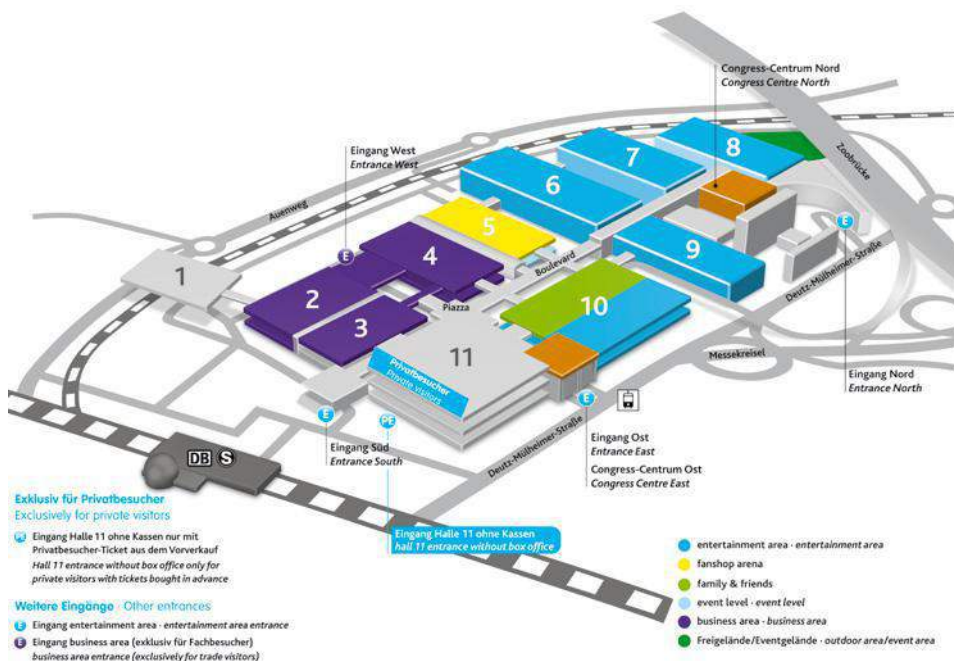 Congress-Centrum Nord
Congress Centre North
Zoobrücke
Eingang West
Entrance West
Auenweg
E
8
7
6
5
4
9
E
Boulevard
Deutz-Mülheimer-Straße
1
2
3
Piazza
10
11
Messekreisel
Privatbesucher
Private visitors
Eingang Nord
Entrance North
E
PE
E
Eingang Süd
Entrance South
Eingang Ost
Entrance East
Deutz-Mülheimer-Straße
Congress-Centrum Ost
Congress Centre East
DB S
Exklusiv für Privatbesucher
Exclusively for private visitors
PE Eingang Halle 11 ohne Kassen nur mit
Privatbesucher-Ticket aus dem Vorverkauf
Hall 11 entrance without box office only for
private visitors with tickets bought in advance
Weitere Eingänge · Other entrances
E Eingang entertainment area · entertainment area entrance
E Eingang business area (exklusiv für Fachbesucher)
business area entrance (exclusively for trade visitors)
Eingang Halle 11 ohne Kassen
hall 11 entrance without box office
entertainment area · entertainment area
fanshop arena
family & friends
event level · event level
business area · business area
Freigelände/Eventgelände · outdoor area/event area